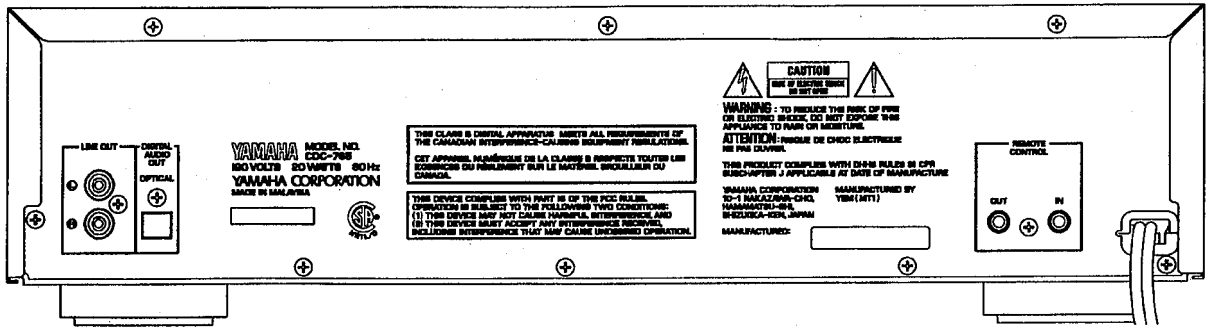 LINE OUT
DIGITAL
AUDIO
OUT
OPTICAL
L
R
YAMAHA MODEL NO.
CDC-765
120 VOLTS 20 WATTS 60 Hz
YAMAHA CORPORATION
MADE IN MALAYSIA
THIS CLASS B DIGITAL APPARATUS MEETS ALL REQUIREMENTS OF
THE CANADIAN INTERFERENCE-CAUSING EQUIPMENT REGULATIONS.
CET APPAREIL NUMÉRIQUE DE LA CLASSE B RESPECTE TOUTES LES
EXIGENCES DU RÈGLEMENT SUR LE MATÉRIEL BROUILLEUR DU
CANADA.
THIS DEVICE COMPLIES WITH PART 15 OF THE FCC RULES.
OPERATION IS SUBJECT TO THE FOLLOWING TWO CONDITIONS:
(1) THIS DEVICE MAY NOT CAUSE HARMFUL INTERFERENCE, AND
(2) THIS DEVICE MUST ACCEPT ANY INTERFERENCE RECEIVED,
INCLUDING INTERFERENCE THAT MAY CAUSE UNDESIRED OPERATION.
CAUTION
RISK OF ELECTRIC SHOCK
DO NOT OPEN
WARNING : TO REDUCE THE RISK OF FIRE
OR ELECTRIC SHOCK, DO NOT EXPOSE THIS
APPLIANCE TO RAIN OR MOISTURE.
ATTENTION : RISQUE DE CHOC ELECTRIQUE
NE PAS OUVRIR.
THIS PRODUCT COMPLIES WITH DHHS RULES 21 CFR
SUBCHAPTER J APPLICABLE AT DATE OF MANUFACTURE
YAMAHA CORPORATION
10-1 NAKAZAWA-CHO,
HAMAMATSU-SHI,
SHIZUOKA-KEN, JAPAN
MANUFACTURED BY
MANUFACTURED:
REMOTE
CONTROL
OUT
IN